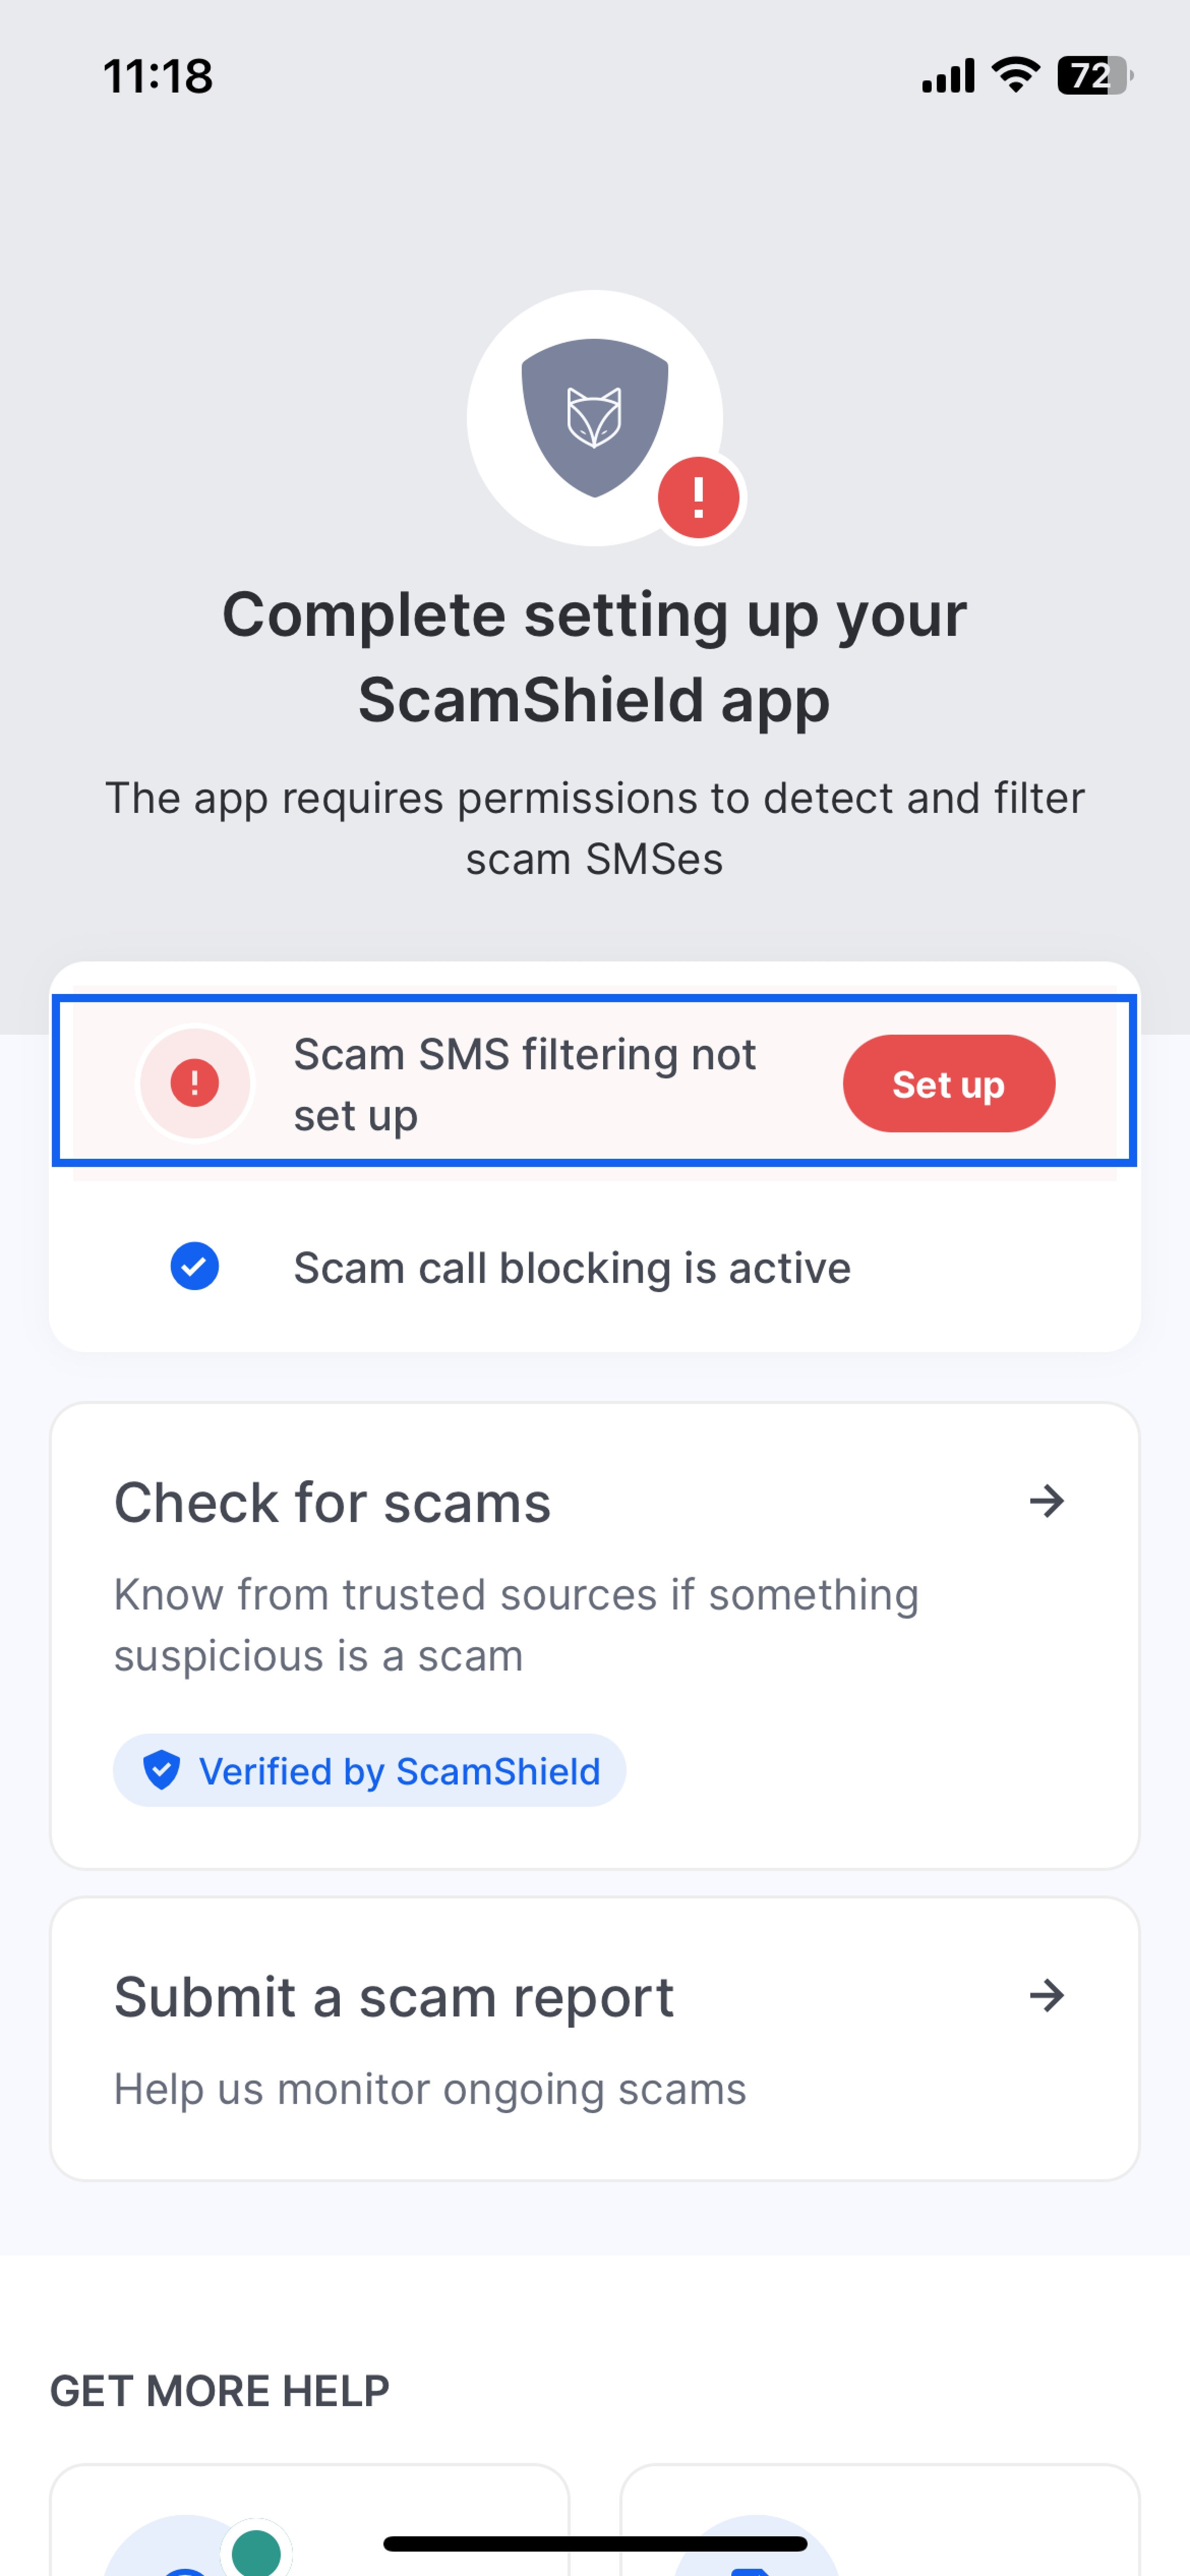 11:18
72
Complete setting up your
ScamShield app
The app requires permissions to detect and filter
scam SMSes
Scam SMS filtering not
set up
Set up
Scam call blocking is active
Check for scams
Know from trusted sources if something
suspicious is a scam
Verified by ScamShield
Submit a scam report
Help us monitor ongoing scams
GET MORE HELP